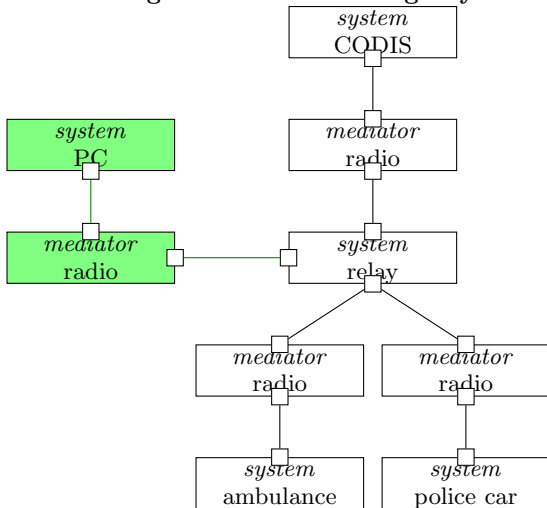 system
CODIS
system
PC
mediator
radio
mediator
radio
system
relay
mediator
radio
mediator
radio
system
ambulance
system
police car